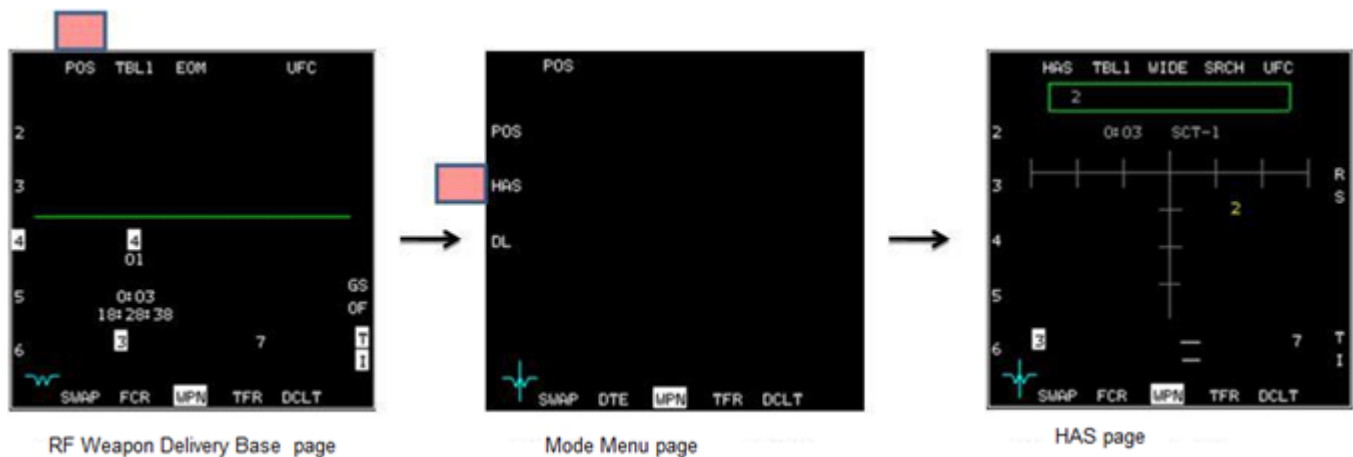 POS TBL1 EOM UFC
2
3
4 4
01
GS
5 0:03 OF
18:28:38
3 7 T
6 I
SWAP FCR WPN TFR DCLT
RF Weapon Delivery Base page
POS
POS
HAS
DL
SWAP DTE WPN TFR DCLT
Mode Menu page
HAS TBL1 WIDE SRCH UFC
2
2 0:03 SCT-1
3 R
S
2
4
5
3 7 T
6 I
SWAP FCR WPN TFR DCLT
HAS page